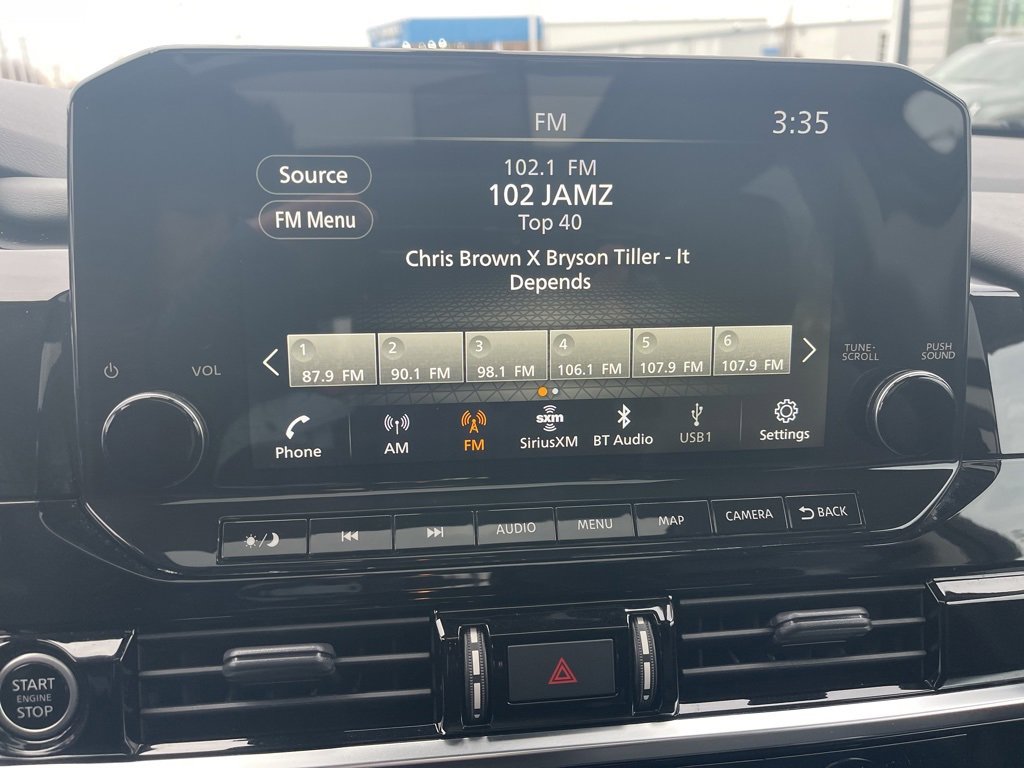 FM
3:35
Source
102.1 FM
102 JAMZ
FM Menu
Top 40
Chris Brown X Bryson Tiller - It
Depends
1
2
3
4
5
6
87.9 FM
90.1 FM
98.1 FM
106.1 FM
107.9 FM
107.9 FM
VOL
TUNE-
SCROLL
PUSH
SOUND
Phone
AM
FM
sxm
SiriusXM
BT Audio
USB1
Settings
AUDIO
MENU
MAP
CAMERA
BACK
START
ENGINE
STOP